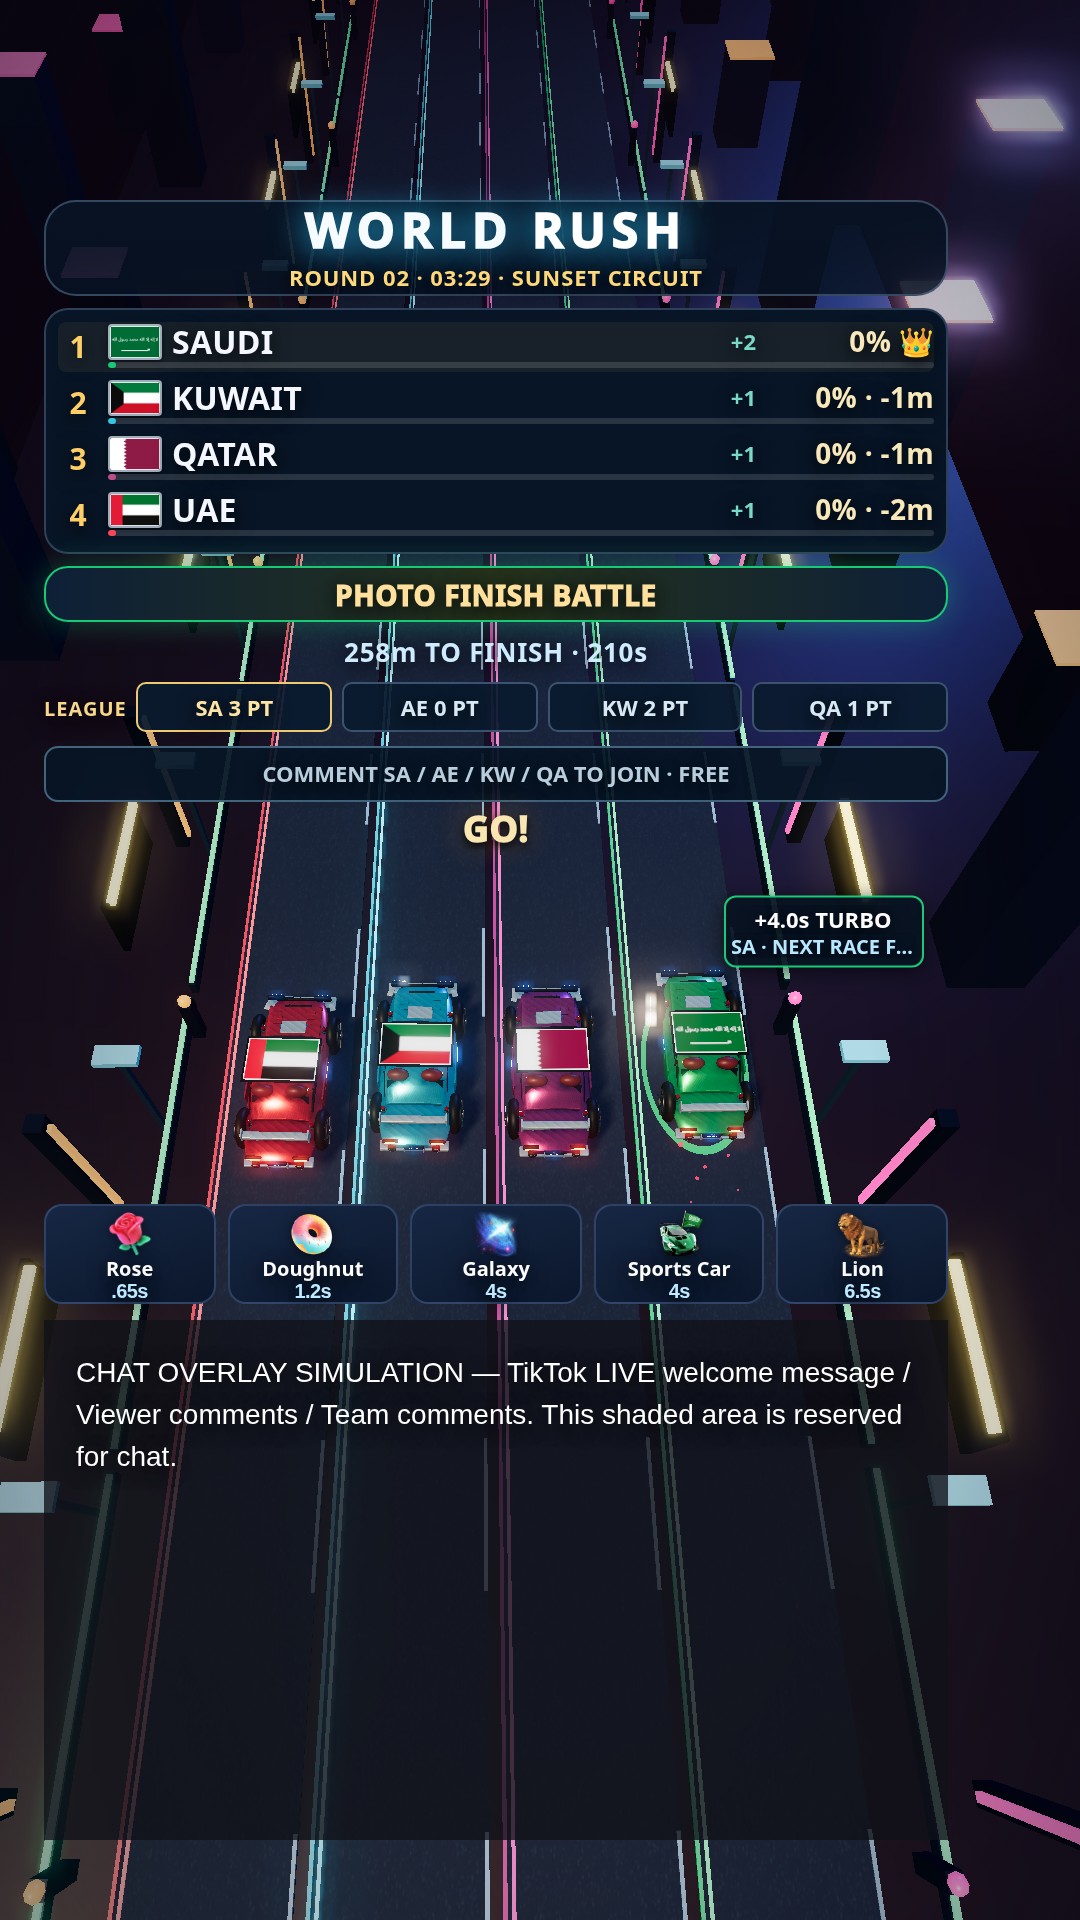 WORLD RUSH
ROUND 02 · 03:29 · SUNSET CIRCUIT
1 SAUDI +2 0% 👑
2 KUWAIT +1 0% · -1m
3 QATAR +1 0% · -1m
4 UAE +1 0% · -2m
PHOTO FINISH BATTLE
258m TO FINISH · 210s
LEAGUE SA 3 PT AE 0 PT KW 2 PT QA 1 PT
COMMENT SA / AE / KW / QA TO JOIN · FREE
GO!
+4.0s TURBO
SA · NEXT RACE F...
Rose Doughnut Galaxy Sports Car Lion
.65s 1.2s 4s 4s 6.5s
CHAT OVERLAY SIMULATION — TikTok LIVE welcome message /
Viewer comments / Team comments. This shaded area is reserved
for chat.